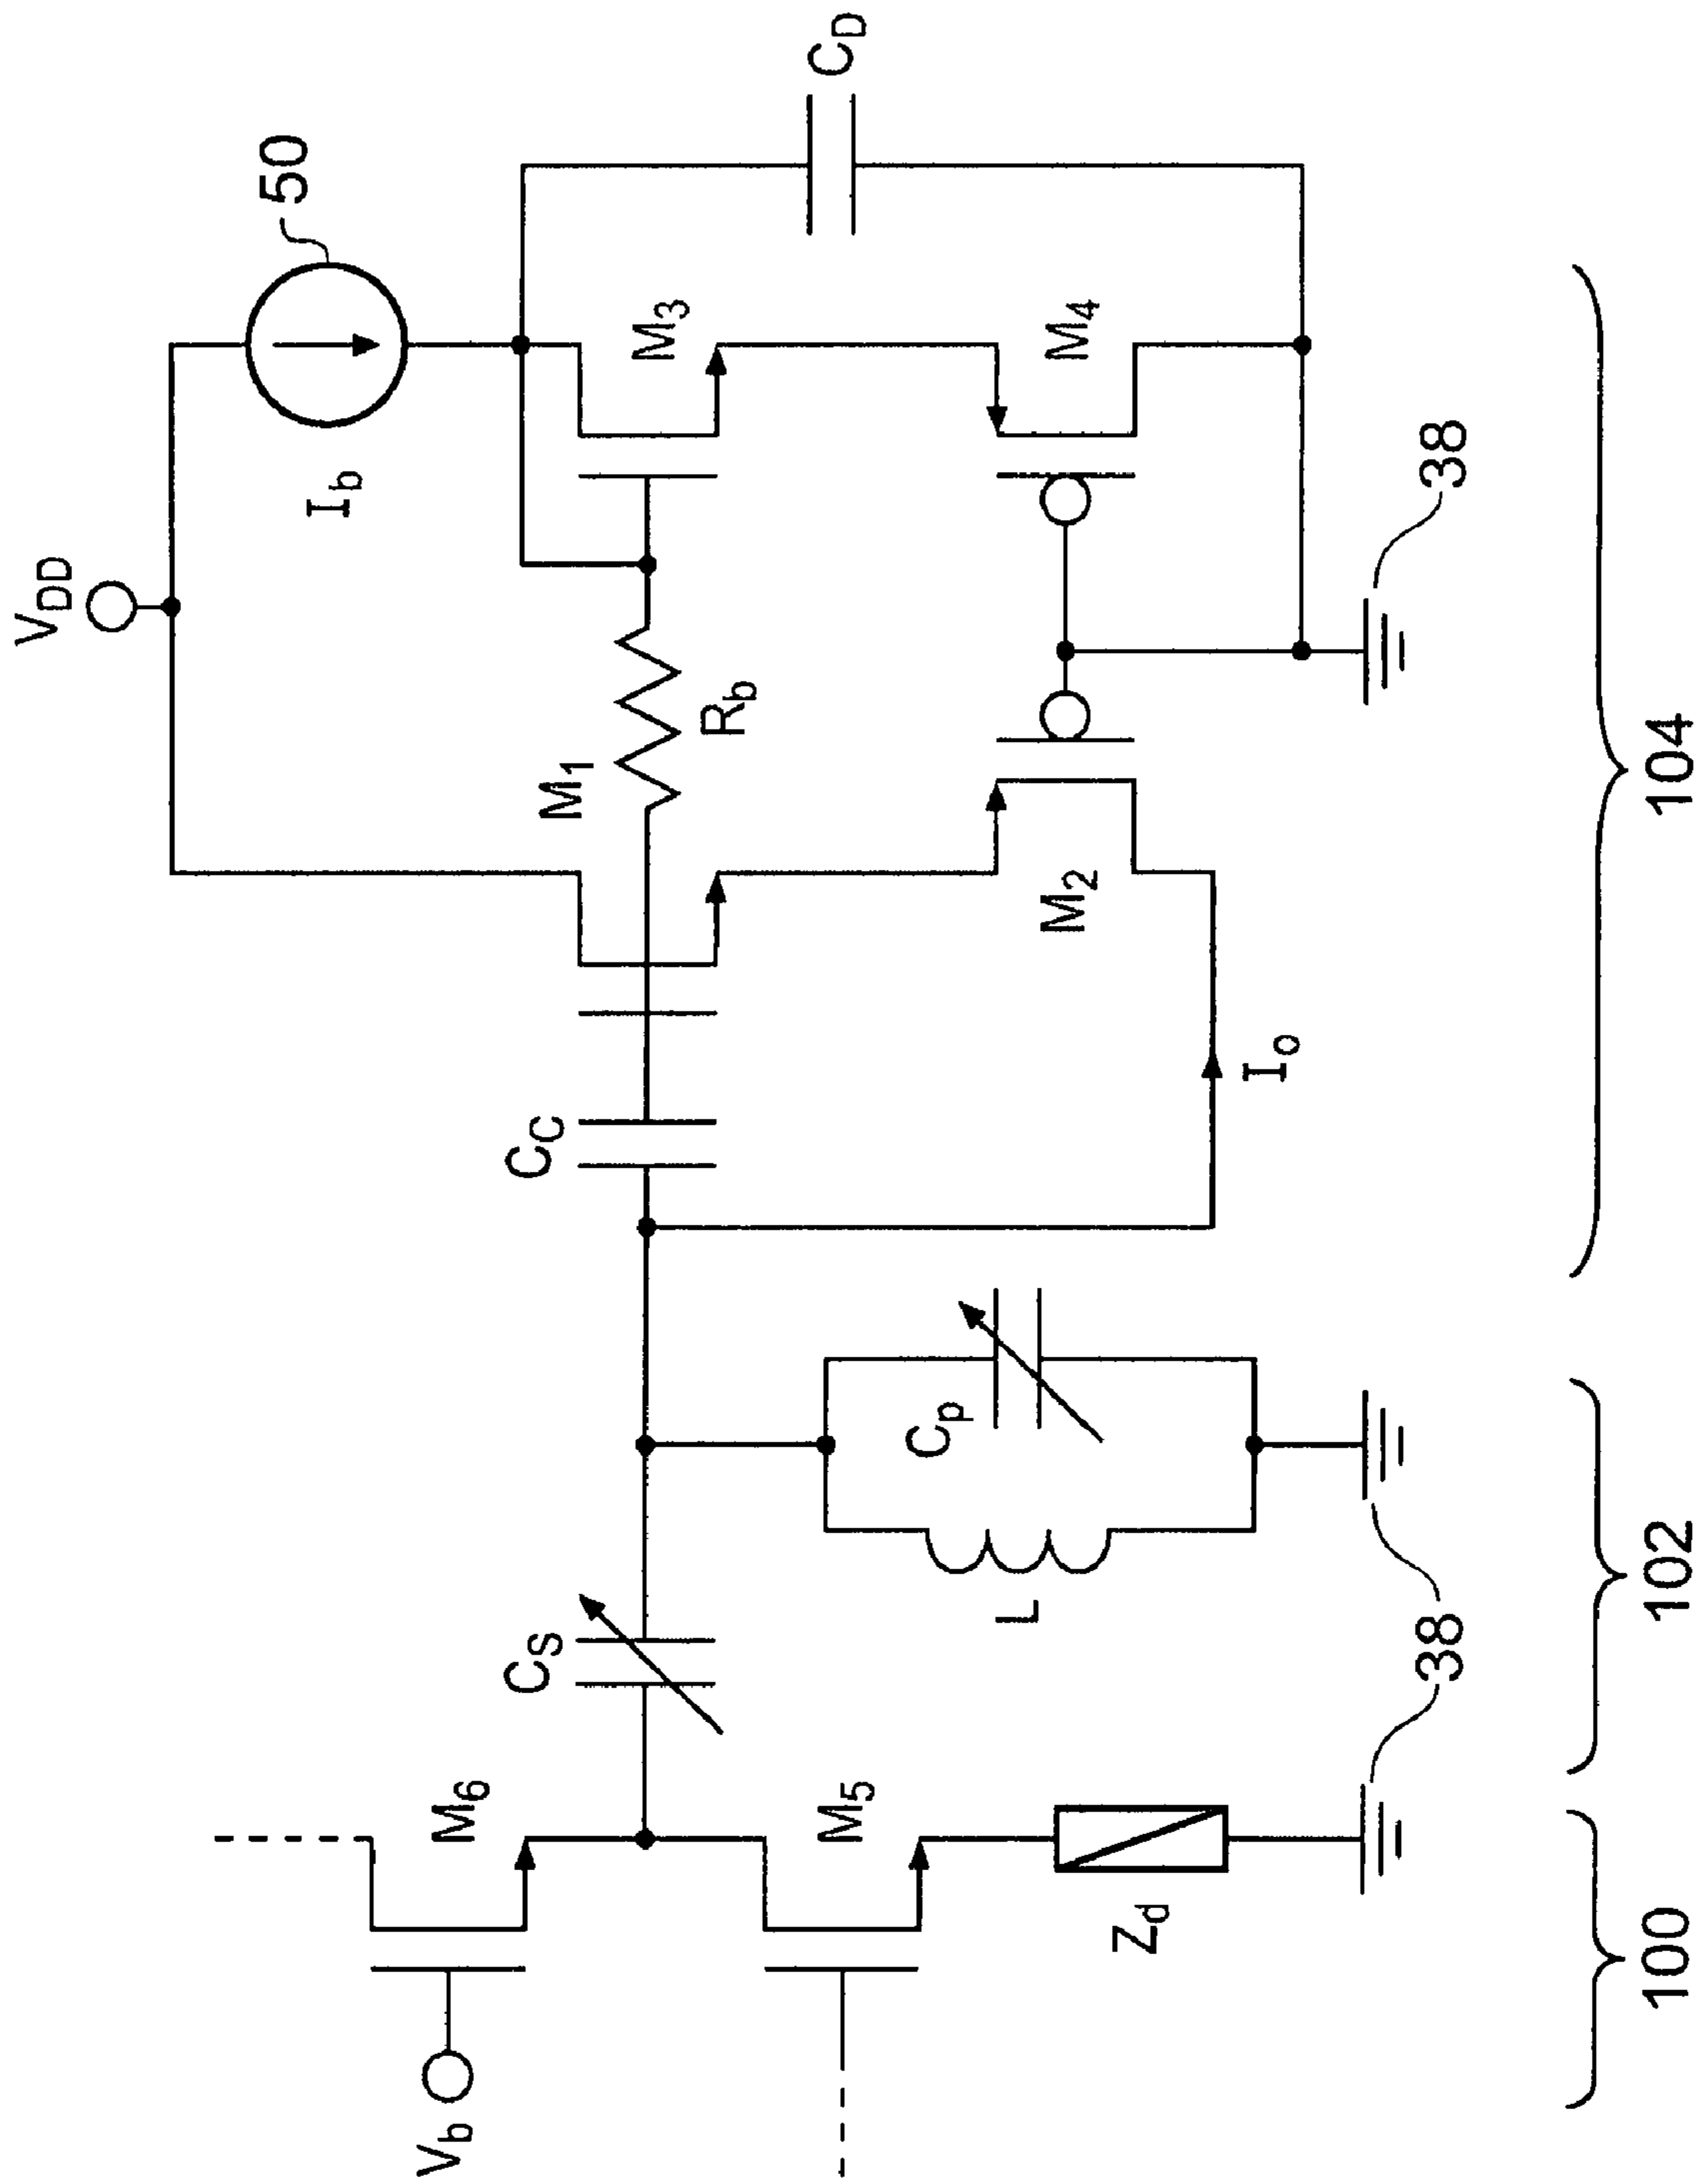 V_DD
50
I_b
C_D
M_3
M_1
R_b
C_C
C_S
M_6
V_b
M_5
C_p
L
M_2
M_4
I_o
Z_d
38
38
100
102
104